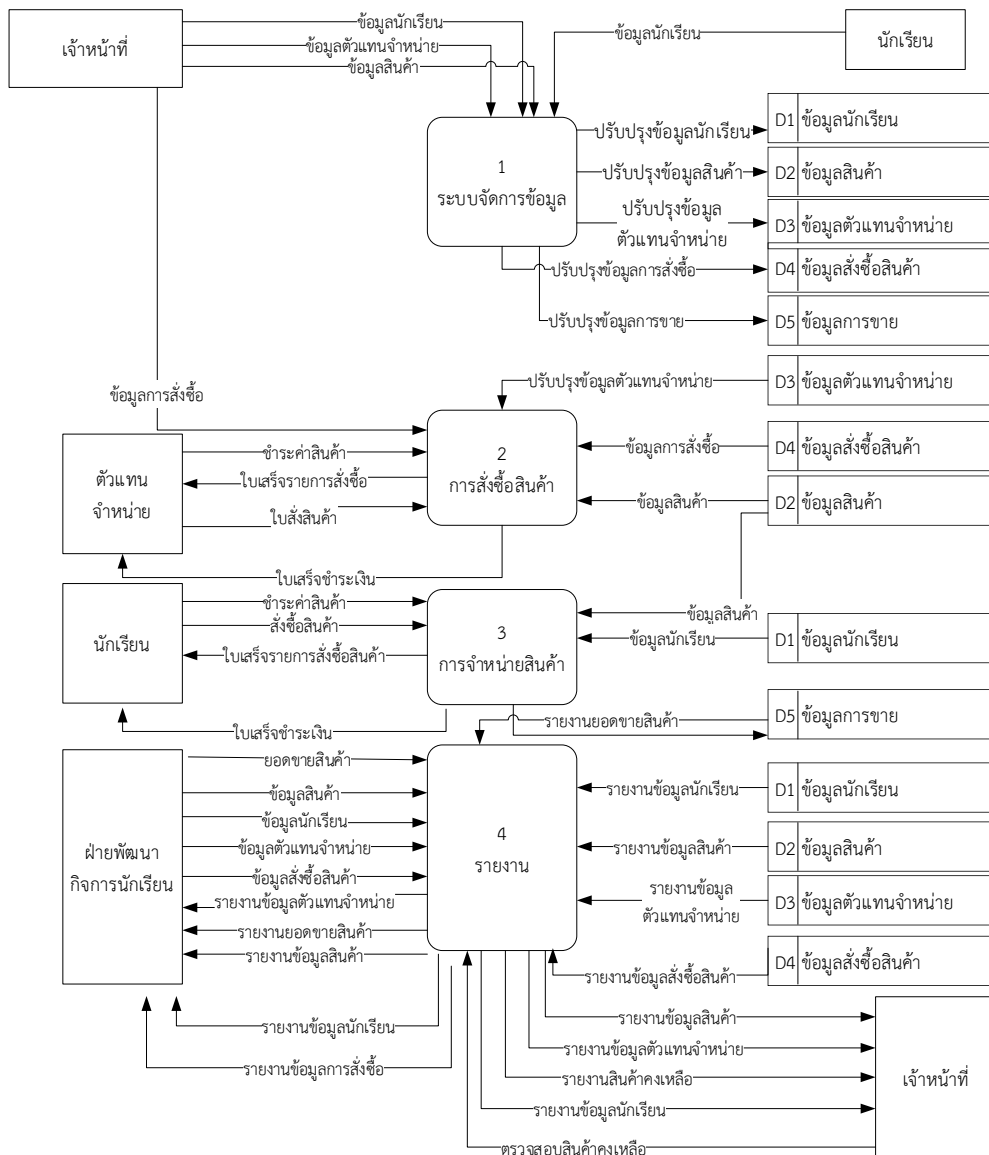 เจ้าหน้าที่
ข้อมูลนักเรียน
ข้อมูลตัวแทนจำหน่าย
ข้อมูลสินค้า
ข้อมูลนักเรียน
นักเรียน
1
ระบบจัดการข้อมูล
ปรับปรุงข้อมูลนักเรียน
D1 ข้อมูลนักเรียน
ปรับปรุงข้อมูลสินค้า
D2 ข้อมูลสินค้า
ปรับปรุงข้อมูล
ตัวแทนจำหน่าย
D3 ข้อมูลตัวแทนจำหน่าย
ปรับปรุงข้อมูลการสั่งซื้อ
D4 ข้อมูลสั่งซื้อสินค้า
ปรับปรุงข้อมูลการขาย
D5 ข้อมูลการขาย
ปรับปรุงข้อมูลตัวแทนจำหน่าย
D3 ข้อมูลตัวแทนจำหน่าย
ข้อมูลการสั่งซื้อ
ตัวแทน
จำหน่าย
ชำระค่าสินค้า
ใบเสร็จรายการสั่งซื้อ
ใบสั่งสินค้า
2
การสั่งซื้อสินค้า
ข้อมูลการสั่งซื้อ
D4 ข้อมูลสั่งซื้อสินค้า
ข้อมูลสินค้า
D2 ข้อมูลสินค้า
ใบเสร็จชำระเงิน
นักเรียน
ชำระค่าสินค้า
สั่งซื้อสินค้า
ใบเสร็จรายการสั่งซื้อสินค้า
3
การจำหน่ายสินค้า
ข้อมูลสินค้า
ข้อมูลนักเรียน
D1 ข้อมูลนักเรียน
ใบเสร็จชำระเงิน
รายงานยอดขายสินค้า
D5 ข้อมูลการขาย
ฝ่ายพัฒนา
กิจการนักเรียน
ยอดขายสินค้า
ข้อมูลสินค้า
ข้อมูลนักเรียน
ข้อมูลตัวแทนจำหน่าย
ข้อมูลสั่งซื้อสินค้า
รายงานข้อมูลตัวแทนจำหน่าย
รายงานยอดขายสินค้า
รายงานข้อมูลสินค้า
4
รายงาน
รายงานข้อมูลนักเรียน
D1 ข้อมูลนักเรียน
รายงานข้อมูลสินค้า
D2 ข้อมูลสินค้า
รายงานข้อมูล
ตัวแทนจำหน่าย
D3 ข้อมูลตัวแทนจำหน่าย
รายงานข้อมูลสั่งซื้อสินค้า
D4 ข้อมูลสั่งซื้อสินค้า
รายงานข้อมูลนักเรียน
รายงานข้อมูลการสั่งซื้อ
รายงานข้อมูลสินค้า
รายงานข้อมูลตัวแทนจำหน่าย
รายงานสินค้าคงเหลือ
รายงานข้อมูลนักเรียน
ตรวจสอบสินค้าคงเหลือ
เจ้าหน้าที่